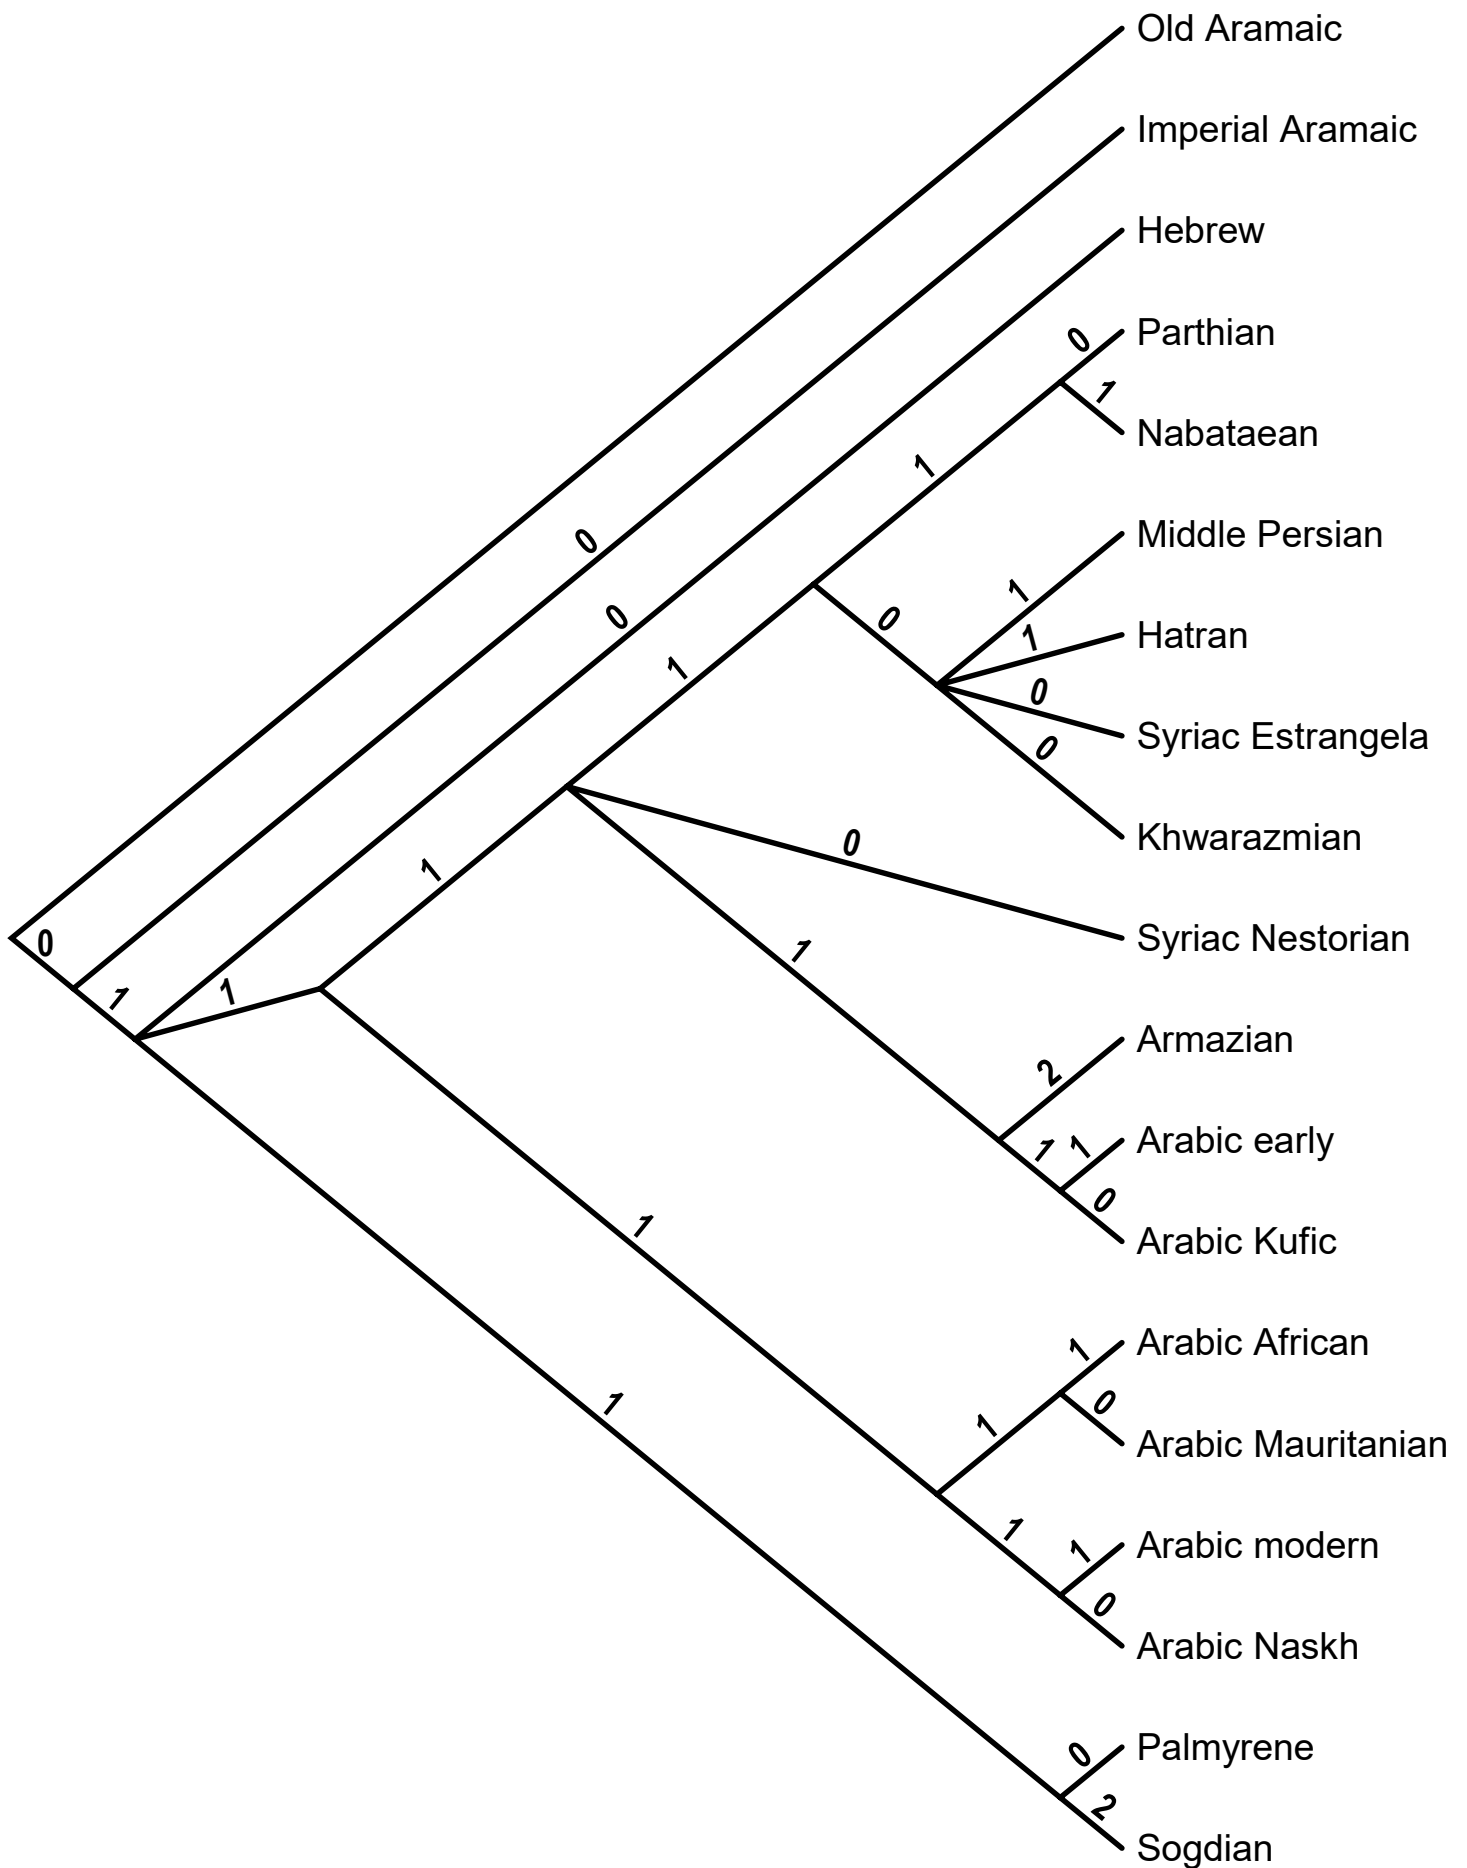 Old Aramaic
Imperial Aramaic
Hebrew
0
Parthian
1
Nabataean
1
0
Middle Persian
1
0
1
Hatran
0
1
0
Syriac Estrangela
0
Khwarazmian
0
1
Syriac Nestorian
0
1
1
1
2
Armazian
1
1
Arabic early
0
Arabic Kufic
1
1
Arabic African
0
1
1
Arabic Mauritanian
1
1
Arabic modern
0
Arabic Naskh
0
Palmyrene
2
Sogdian